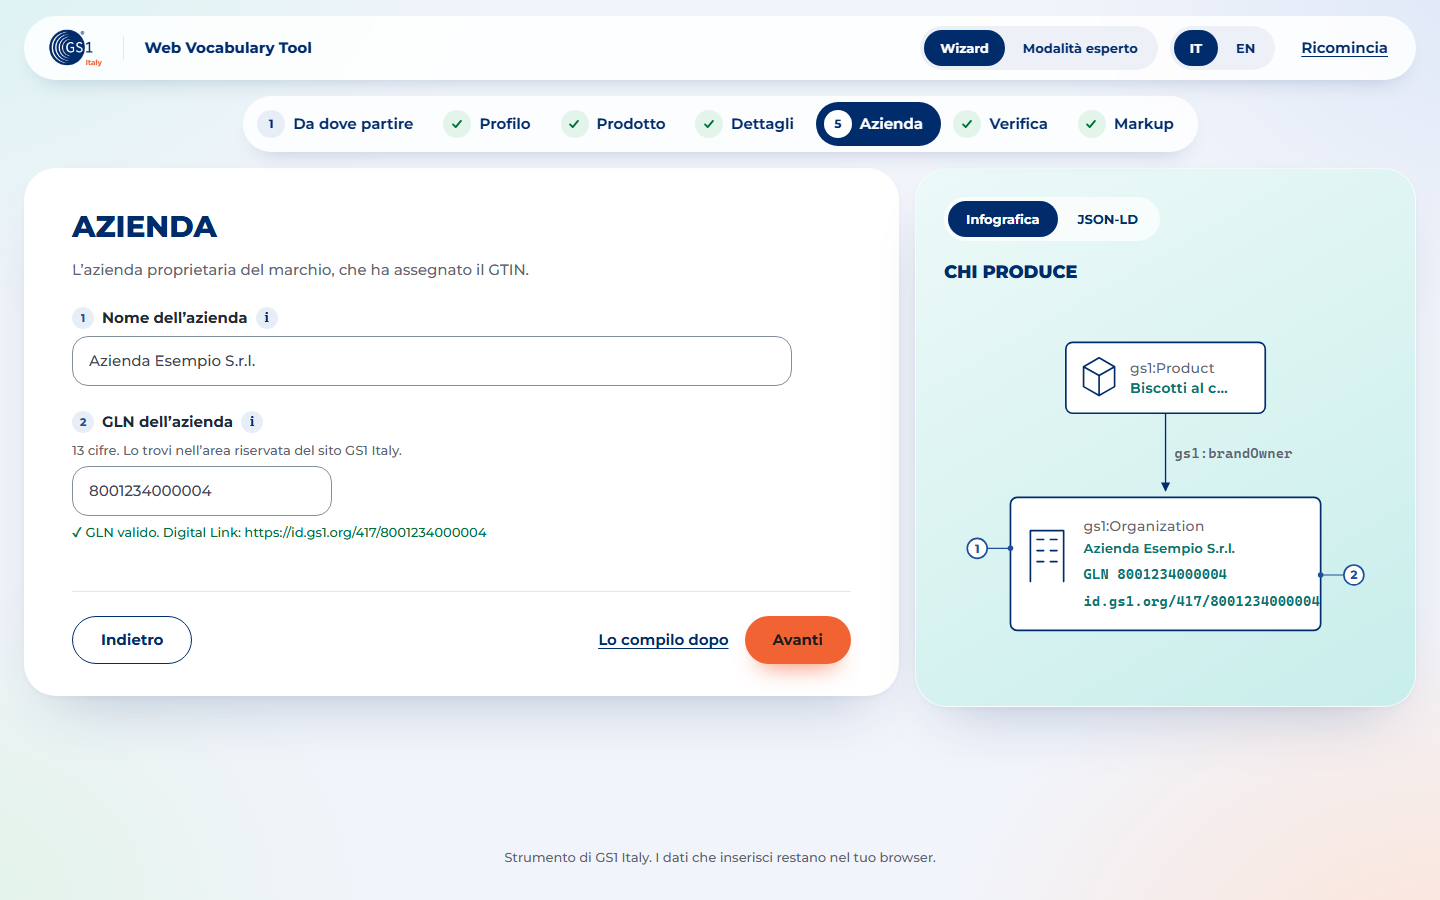 GS1
Italy
Web Vocabulary Tool
Wizard
Modalità esperto
IT
EN
Ricomincia
1 Da dove partire
Profilo
Prodotto
Dettagli
5 Azienda
Verifica
Markup
AZIENDA
L’azienda proprietaria del marchio, che ha assegnato il GTIN.
1 Nome dell’azienda i
Azienda Esempio S.r.l.
2 GLN dell’azienda i
13 cifre. Lo trovi nell’area riservata del sito GS1 Italy.
8001234000004
✓ GLN valido. Digital Link: https://id.gs1.org/417/8001234000004
Indietro
Lo compilo dopo
Avanti
Infografica
JSON-LD
CHI PRODUCE
gs1:Product
Biscotti al c…
gs1:brandOwner
gs1:Organization
Azienda Esempio S.r.l.
GLN 8001234000004
id.gs1.org/417/8001234000004
1
2
Strumento di GS1 Italy. I dati che inserisci restano nel tuo browser.